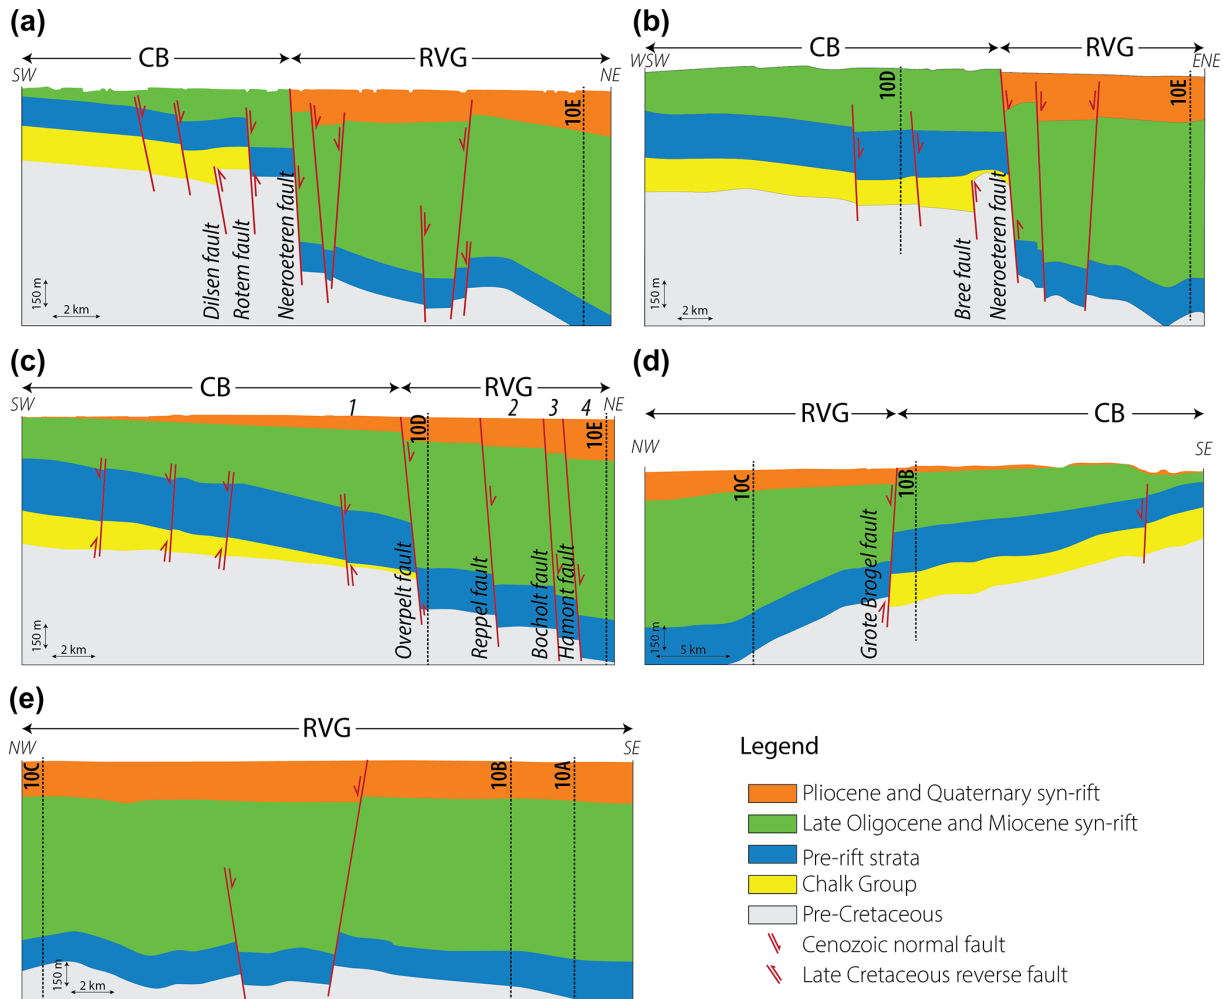 (a)
CB RVG
SW NE
10E
Dilsen fault
Rotem fault
Neeroeteren fault
150 m
2 km
(b)
CB RVG
WSW ENE
10D
10E
Bree fault
Neeroeteren fault
150 m
2 km
(c)
CB RVG
SW 1 2 3 4 NE
10D
10E
Overpelt fault
Reppel fault
Bocholt fault
Hamont fault
150 m
2 km
(d)
RVG CB
NW SE
10C
10B
Grote Brogel fault
150 m
5 km
(e)
RVG
NW SE
10C
10B
10A
150 m
2 km
Legend
Pliocene and Quaternary syn-rift
Late Oligocene and Miocene syn-rift
Pre-rift strata
Chalk Group
Pre-Cretaceous
Cenozoic normal fault
Late Cretaceous reverse fault